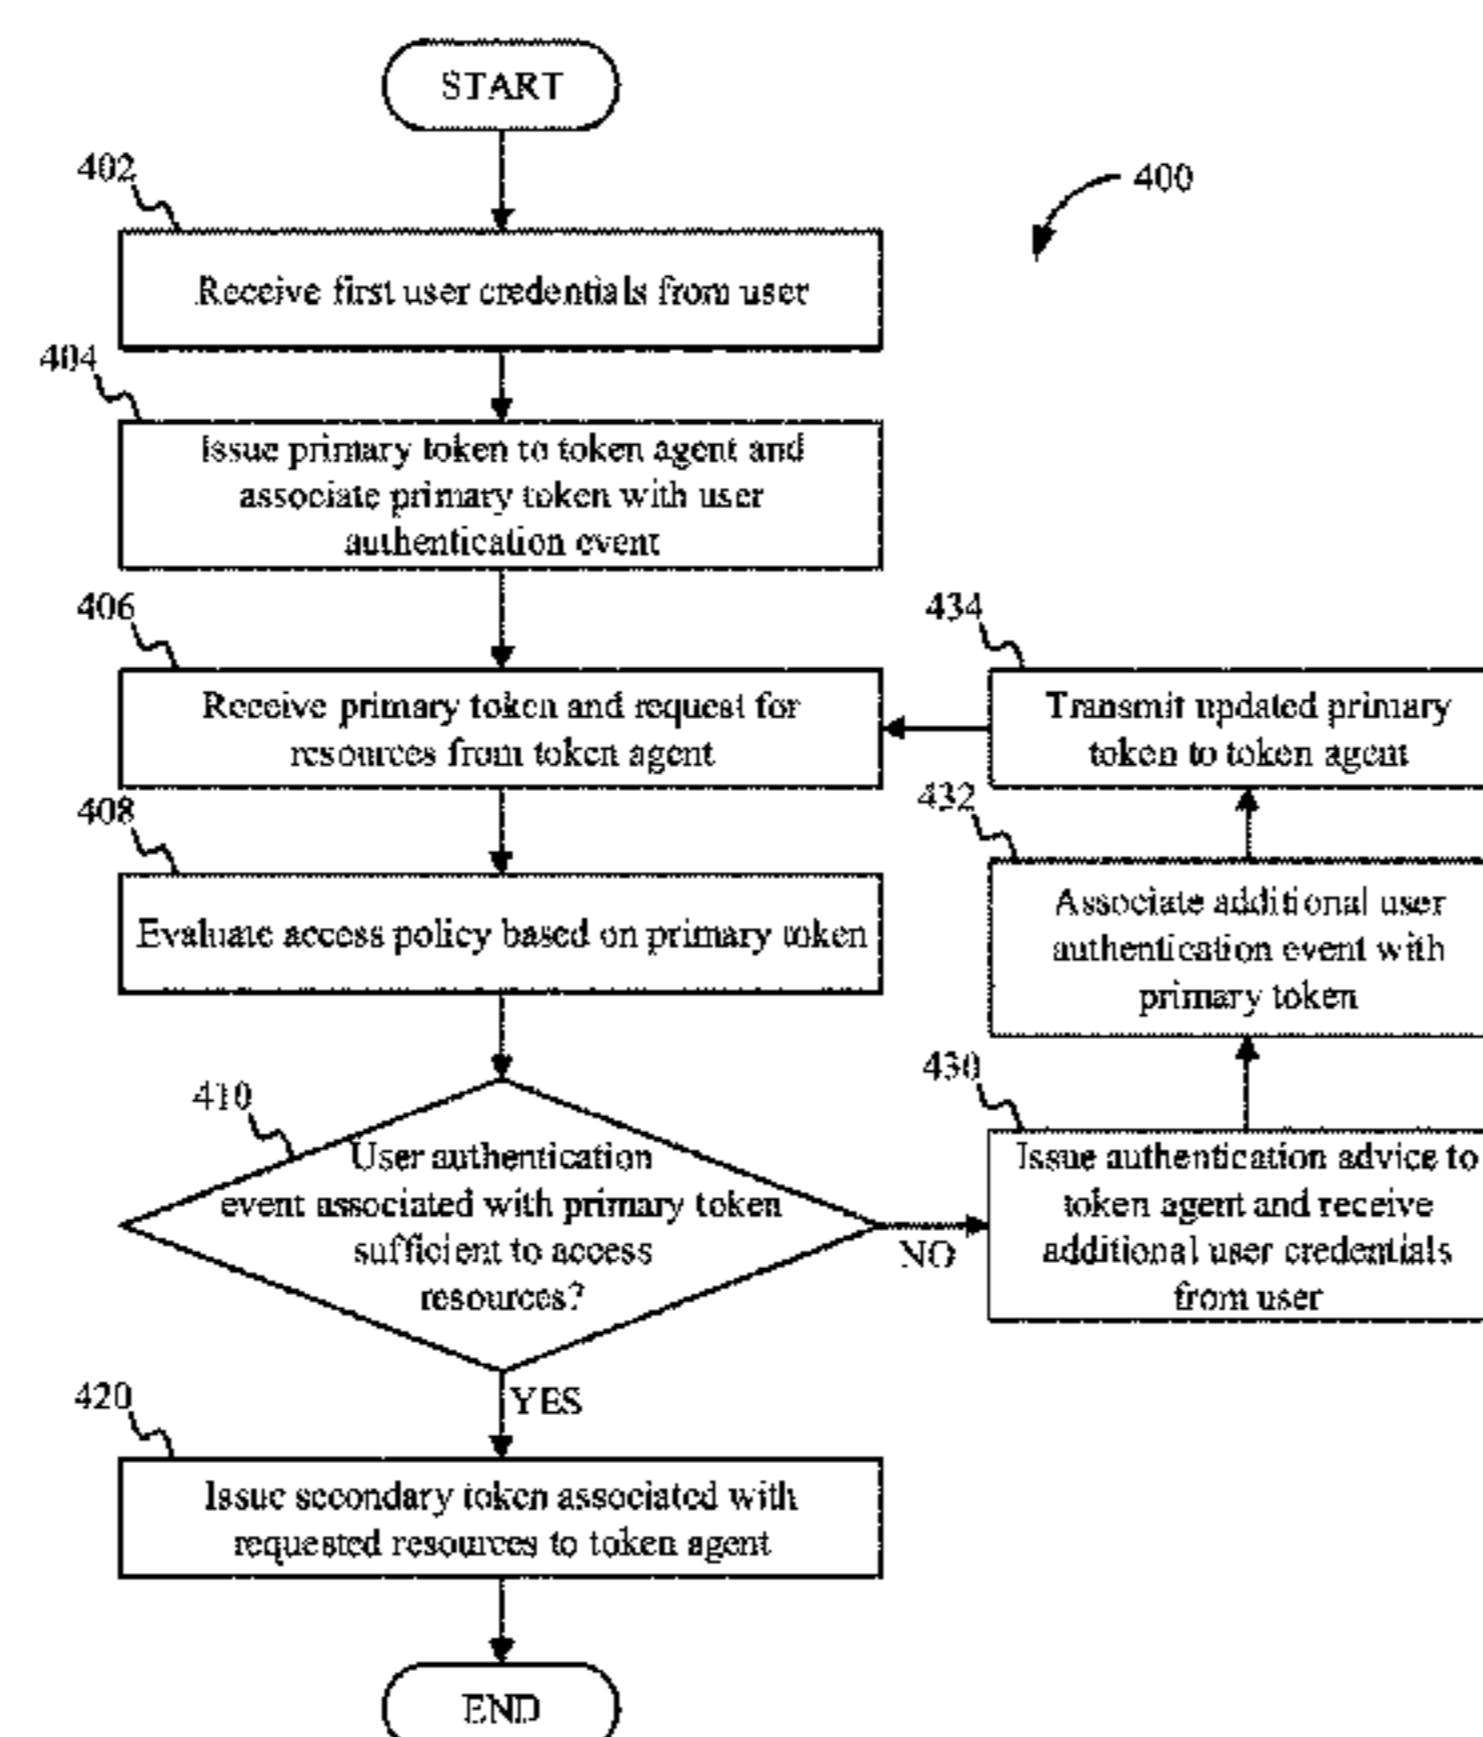 START
402
400
Receive first user credentials from user
404
Issue primary token to token agent and
associate primary token with user
authentication event
406
Receive primary token and request for
resources from token agent
434
Transmit updated primary
token to token agent
408
Evaluate access policy based on primary token
432
Associate additional user
authentication event with
primary token
410
User authentication
event associated with primary token
sufficient to access
resources?
NO
430
Issue authentication advice to
token agent and receive
additional user credentials
from user
YES
420
Issue secondary token associated with
requested resources to token agent
END